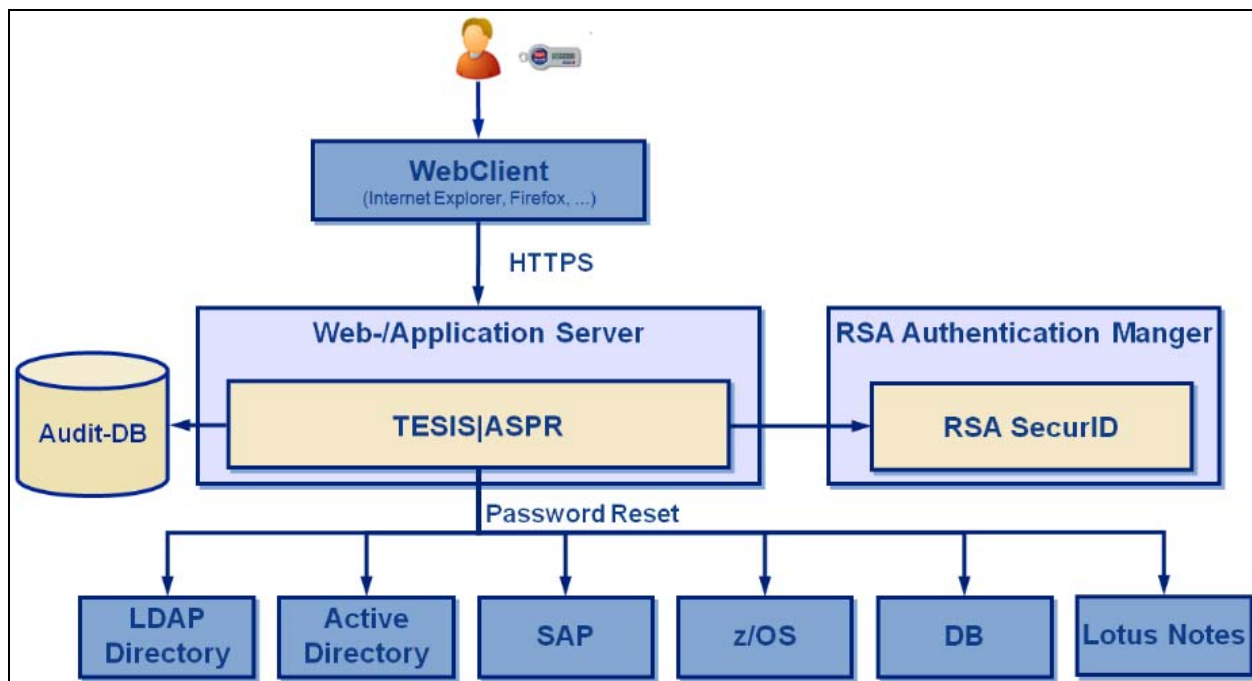 WebClient
(Internet Explorer, Firefox, ...)
HTTPS
Web-/Application Server
RSA Authentication Manger
Audit-DB
TESIS|ASPR
RSA SecurID
Password Reset
LDAP
Directory
Active
Directory
SAP
z/OS
DB
Lotus Notes